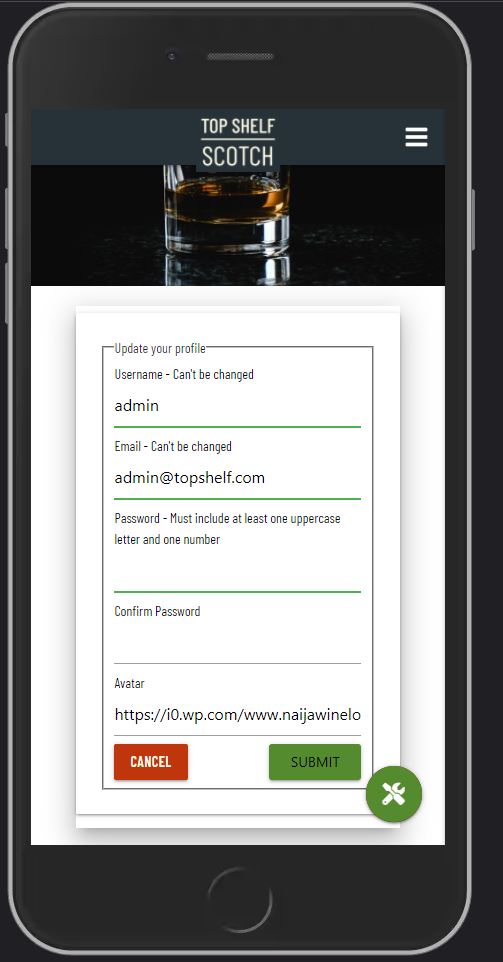 TOP SHELF
SCOTCH
Update your profile
Username - Can't be changed
admin
Email - Can't be changed
admin@topshelf.com
Password - Must include at least one uppercase
letter and one number
Confirm Password
Avatar
https://i0.wp.com/www.naijawinelo
CANCEL
SUBMIT